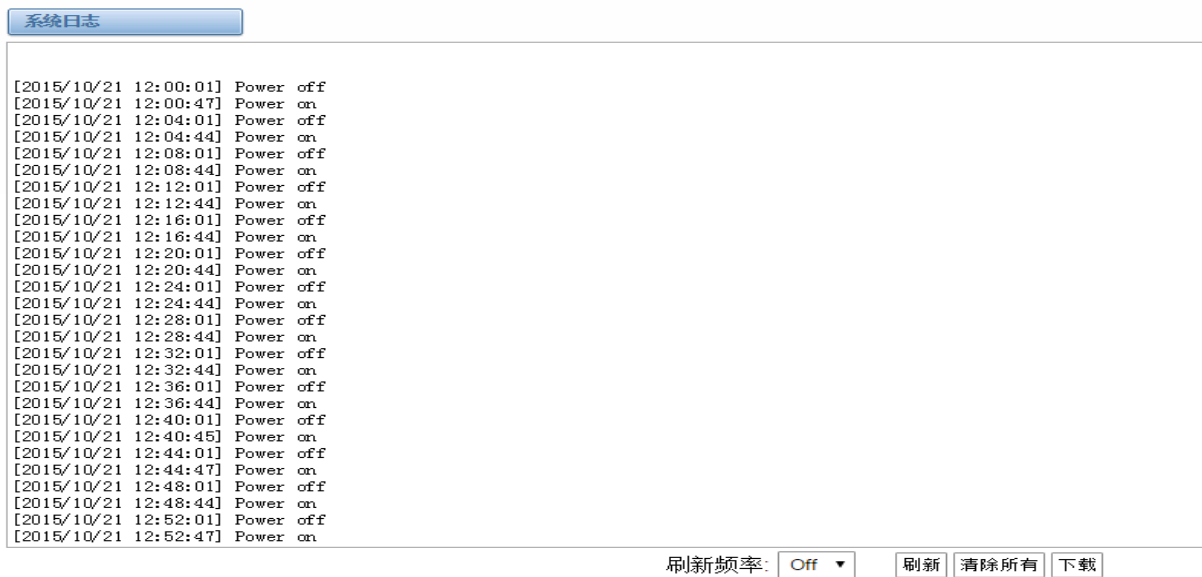 系统日志
[2015/10/21 12:00:01] Power off
[2015/10/21 12:00:47] Power on
[2015/10/21 12:04:01] Power off
[2015/10/21 12:04:44] Power on
[2015/10/21 12:08:01] Power off
[2015/10/21 12:08:44] Power on
[2015/10/21 12:12:01] Power off
[2015/10/21 12:12:44] Power on
[2015/10/21 12:16:01] Power off
[2015/10/21 12:16:44] Power on
[2015/10/21 12:20:01] Power off
[2015/10/21 12:20:44] Power on
[2015/10/21 12:24:01] Power off
[2015/10/21 12:24:44] Power on
[2015/10/21 12:28:01] Power off
[2015/10/21 12:28:44] Power on
[2015/10/21 12:32:01] Power off
[2015/10/21 12:32:44] Power on
[2015/10/21 12:36:01] Power off
[2015/10/21 12:36:44] Power on
[2015/10/21 12:40:01] Power off
[2015/10/21 12:40:45] Power on
[2015/10/21 12:44:01] Power off
[2015/10/21 12:44:47] Power on
[2015/10/21 12:48:01] Power off
[2015/10/21 12:48:44] Power on
[2015/10/21 12:52:01] Power off
[2015/10/21 12:52:47] Power on
刷新频率: Off 刷新 清除所有 下载